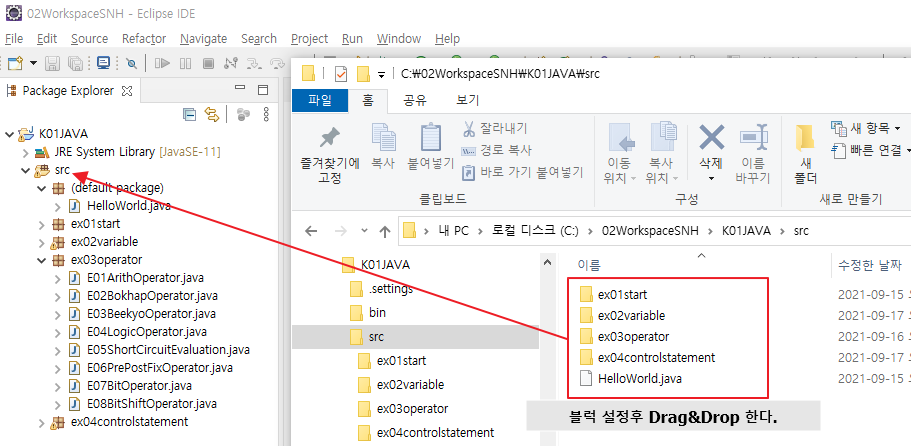 02WorkspaceSNH - Eclipse IDE
File Edit Source Refactor Navigate Search Project Run Window Help
Package Explorer
K01JAVA
JRE System Library [JavaSE-11]
src
(default package)
HelloWorld.java
ex01start
ex02variable
ex03operator
E01ArithOperator.java
E02BokhapOperator.java
E03BeekyoOperator.java
E04LogicOperator.java
E05ShortCircuitEvaluation.java
E06PrePostFixOperator.java
E07BitOperator.java
E08BitShiftOperator.java
ex04controlstatement
C:₩02WorkspaceSNH₩K01JAVA₩src
파일 홈 공유 보기
즐겨찾기에 고정
복사
붙여넣기
잘라내기
경로 복사
바로 가기 붙여넣기
클립보드
이동 위치
복사 위치
삭제
이름 바꾸기
구성
새 폴더
새 항목
빠른 연결
새로 만들기
내 PC > 로컬 디스크 (C:) > 02WorkspaceSNH > K01JAVA > src
K01JAVA
.settings
bin
src
ex01start
ex02variable
ex03operator
ex04controlstatement
이름 수정한 날짜
ex01start 2021-09-15 오
ex02variable 2021-09-17 오
ex03operator 2021-09-16 오
ex04controlstatement 2021-09-17 오
HelloWorld.java 2021-09-15 오
블럭 설정후 Drag&Drop 한다.